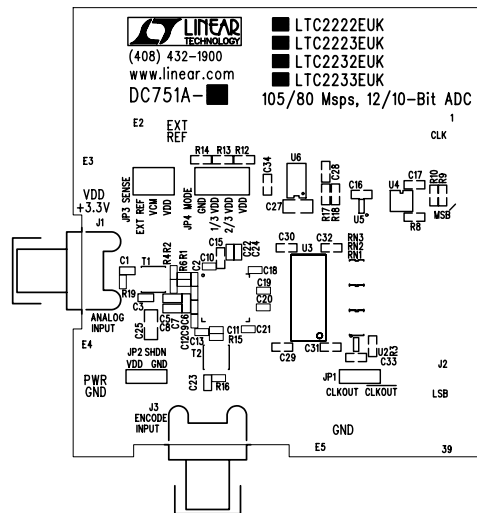 LINEAR
TECHNOLOGY
(408) 432-1900
www.linear.com
DC751A-
LTC2222EUK
LTC2223EUK
LTC2232EUK
LTC2233EUK
105/80 Msps, 12/10-Bit ADC
E2
EXT
REF
1
CLK
E3
R14 R13 R12
C34
U6
C28
C27
R17
R18
C16
U5
U4
C17
R10
R9
MSB
R8
VDD
+3.3V
JP3 SENSE
EXT REF
VCM
VDD
JP4 MODE
GND
1/3 VDD
2/3 VDD
VDD
J1
C1
T1
R19
C3
C25
R4
R2
R6
R1
C2
C10
C15
C22
C24
C18
C19
C20
C21
C11
R15
C5
C8
C7
C12
C9
C6
C13
T2
C30
U3
C32
RN3
RN2
RN1
C29
C31
U2
R3
C33
ANALOG
INPUT
E4
JP2 SHDN
VDD GND
PWR
GND
C23
R16
JP1
CLKOUT CLKOUT
J2
LSB
J3
ENCODE
INPUT
GND
E5
39